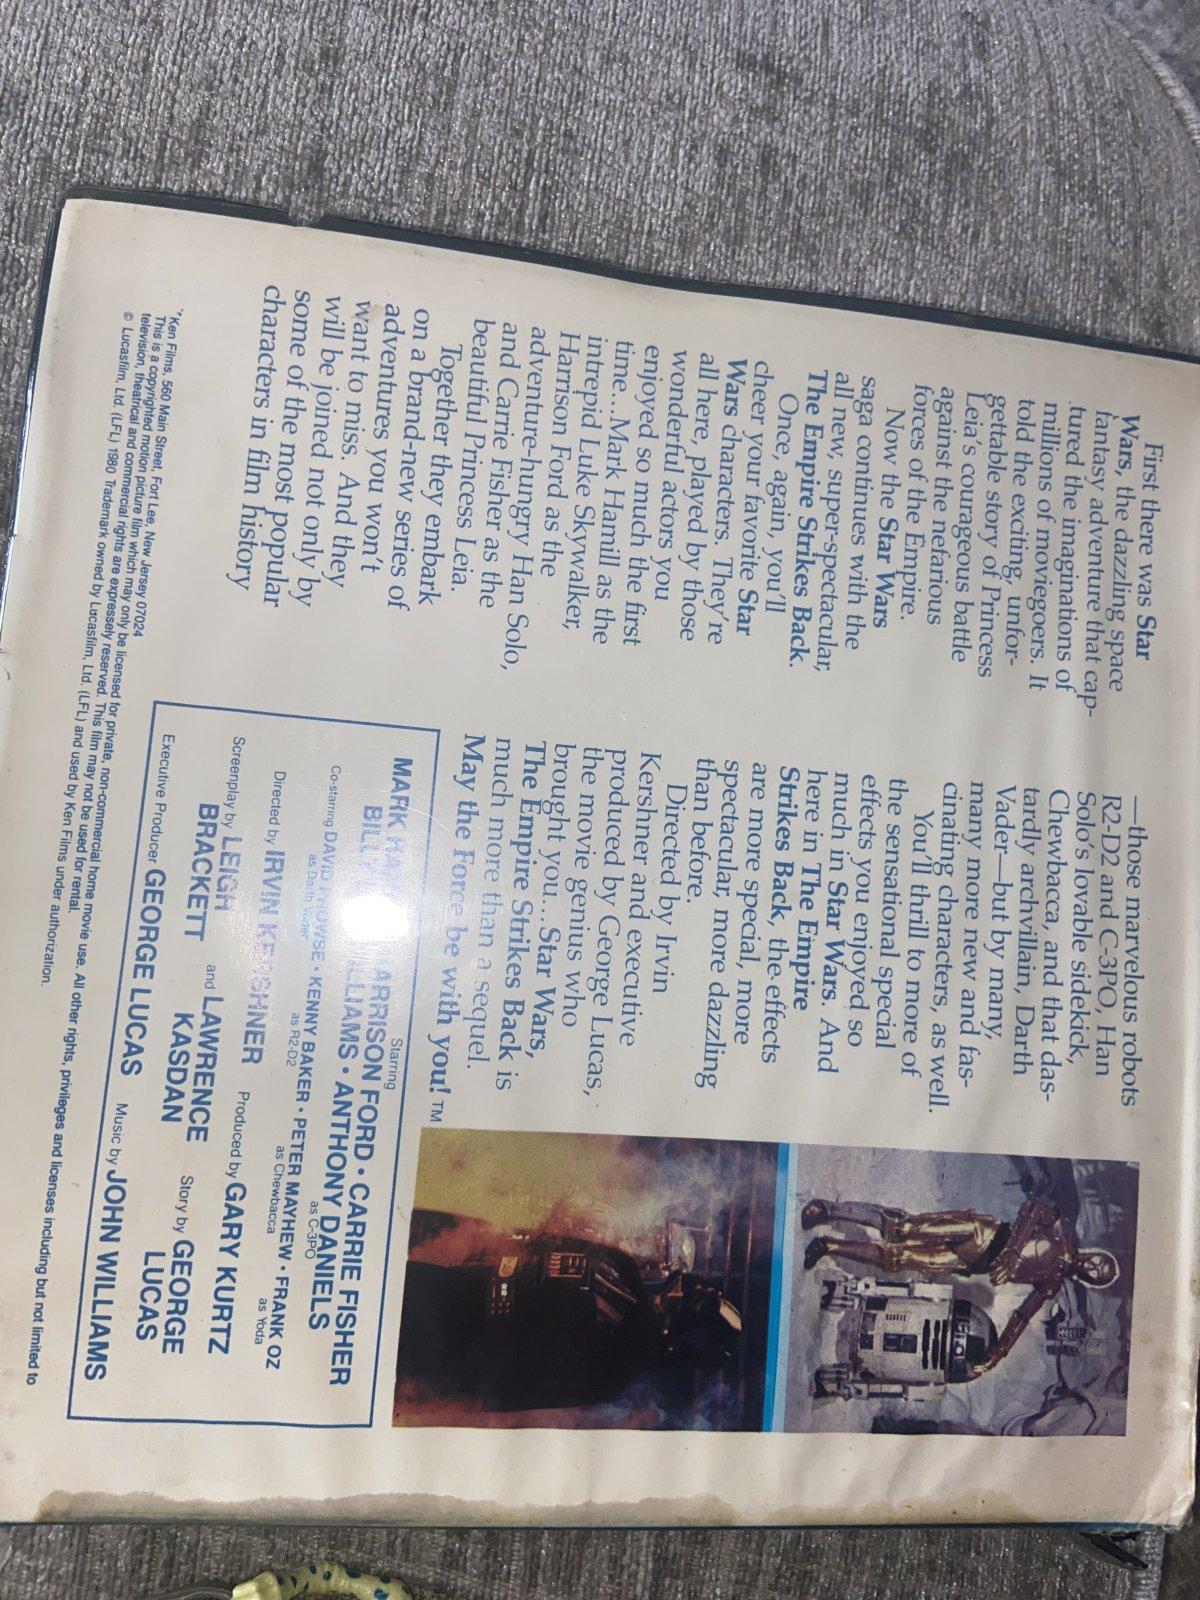 First there was Star
Wars, the dazzling space
fantasy adventure that cap-
tured the imaginations of
millions of moviegoers. It
told the exciting, unfor-
gettable story of Princess
Leia's courageous battle
against the nefarious
forces of the Empire.
Now the Star Wars
saga continues with the
all new, super-spectacular,
The Empire Strikes Back.
Once, again, you'll
cheer your favorite Star
Wars characters. They're
all here, played by those
wonderful actors you
enjoyed so much the first
time...Mark Hamill as the
intrepid Luke Skywalker,
Harrison Ford as the
adventure-hungry Han Solo,
and Carrie Fisher as the
beautiful Princess Leia.
Together they embark
on a brand-new series of
adventures you won't
want to miss. And they
will be joined not only by
some of the most popular
characters in film history
—those marvelous robots
R2-D2 and C-3PO, Han
Solo's lovable sidekick,
Chewbacca, and that das-
tardly archvillain, Darth
Vader—but by many,
many more new and fas-
cinating characters, as well.
You'll thrill to more of
the sensational special
effects you enjoyed so
much in Star Wars. And
here in The Empire
Strikes Back, the effects
are more special, more
spectacular, more dazzling
than before.
Directed by Irvin
Kershner and executive
produced by George Lucas,
the movie genius who
brought you....Star Wars,
The Empire Strikes Back is
much more than a sequel.
May the Force be with you! TM
Starring
MARK HARRISON FORD • CARRIE FISHER
WILLIAMS • ANTHONY DANIELS
as C-3PO
Co-starring DAVID PROWSE • KENNY BAKER • PETER MAYHEW • FRANK OZ
as Darth Vader as R2-D2 as Chewbacca as Yoda
Directed by IRVIN KERSHNER Produced by GARY KURTZ
Screenplay by LEIGH BRACKETT and LAWRENCE KASDAN Story by GEORGE LUCAS
Executive Producer GEORGE LUCAS Music by JOHN WILLIAMS
*Ken Films, 560 Main Street, Fort Lee, New Jersey 07024
This is a copyrighted motion picture film which may only be licensed for private, non-commercial home movie use. All other rights, privileges and licenses including but not limited to
television, theatrical and commercial rights are expressely reserved. This film may not be used for rental.
© Lucasfilm, Ltd. (LFL) 1980 Trademark owned by Lucasfilm, Ltd. (LFL) and used by Ken Films under authorization.